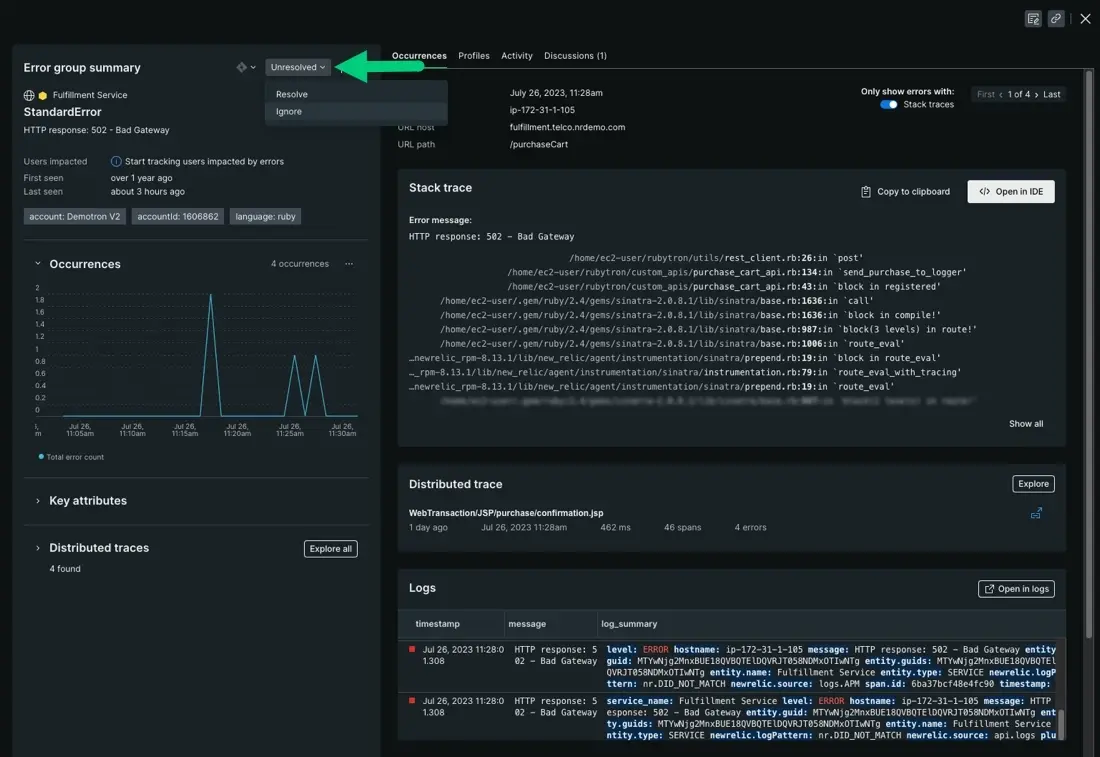 Error group summary
Unresolved
Resolve
Ignore
Fulfillment Service
StandardError
HTTP response: 502 - Bad Gateway
Users impacted Start tracking users impacted by errors
First seen over 1 year ago
Last seen about 3 hours ago
account: Demotron V2 accountId: 1606862 language: ruby
Occurrences 4 occurrences ...
2
1.8
1.6
1.4
1.2
1
0.8
0.6
0.4
0.2
0
Jul 26, 11:05am
Jul 26, 11:10am
Jul 26, 11:15am
Jul 26, 11:20am
Jul 26, 11:25am
Jul 26, 11:30am
Total error count
Key attributes
Distributed traces Explore all
4 found
Occurrences Profiles Activity Discussions (1)
July 26, 2023, 11:28am
ip-172-31-1-105
URL host fulfillment.telco.nrdemo.com
URL path /purchaseCart
Only show errors with:
Stack traces
First ‹ 1 of 4 › Last
Stack trace
Copy to clipboard
</> Open in IDE
Error message:
HTTP response: 502 – Bad Gateway
/home/ec2-user/rubytron/utils/rest_client.rb:26:in `post'
/home/ec2-user/rubytron/custom_apis/purchase_cart_api.rb:134:in `send_purchase_to_logger'
/home/ec2-user/rubytron/custom_apis/purchase_cart_api.rb:43:in `block in registered'
/home/ec2-user/.gem/ruby/2.4/gems/sinatra-2.0.8.1/lib/sinatra/base.rb:1636:in `call'
/home/ec2-user/.gem/ruby/2.4/gems/sinatra-2.0.8.1/lib/sinatra/base.rb:1636:in `block in compile!'
/home/ec2-user/.gem/ruby/2.4/gems/sinatra-2.0.8.1/lib/sinatra/base.rb:987:in `block(3 levels) in route!'
/home/ec2-user/.gem/ruby/2.4/gems/sinatra-2.0.8.1/lib/sinatra/base.rb:1006:in `route_eval'
…newrelic_rpm-8.13.1/lib/new_relic/agent/instrumentation/sinatra/prepend.rb:19:in `block in route_eval'
…_rpm-8.13.1/lib/new_relic/agent/instrumentation/sinatra/instrumentation.rb:79:in `route_eval_with_tracing'
…newrelic_rpm-8.13.1/lib/new_relic/agent/instrumentation/sinatra/prepend.rb:19:in `route_eval'
Show all
Distributed trace Explore
WebTransaction/JSP/purchase/confirmation.jsp
1 day ago Jul 26, 2023 11:28am 462 ms 46 spans 4 errors
Logs Open in logs
timestamp message log_summary
Jul 26, 2023 11:28:0 HTTP response: 5 level: ERROR hostname: ip-172-31-1-105 message: HTTP response: 502 – Bad Gateway entity
1.308 02 – Bad Gateway guid: MTYwNjg2MnxBUE18QVBQTElDQVRJT058NDMxOTIwNTg entity.guids: MTYwNjg2MnxBUE18QVBQTEl
QVRJT058NDMxOTIwNTg entity.name: Fulfillment Service entity.type: SERVICE newrelic.logP
ttern: nr.DID_NOT_MATCH newrelic.source: logs.APM span.id: 6ba37bcf48e4fc90 timestamp:
Jul 26, 2023 11:28:0 HTTP response: 5 service_name: Fulfillment Service level: ERROR hostname: ip-172-31-1-105 message: HTTP
1.308 02 – Bad Gateway esponse: 502 – Bad Gateway entity.guid: MTYwNjg2MnxBUE18QVBQTElDQVRJT058NDMxOTIwNTg ent
ty.guids: MTYwNjg2MnxBUE18QVBQTElDQVRJT058NDMxOTIwNTg entity.name: Fulfillment Service
ntity.type: SERVICE newrelic.logPattern: nr.DID_NOT_MATCH newrelic.source: api.logs plu